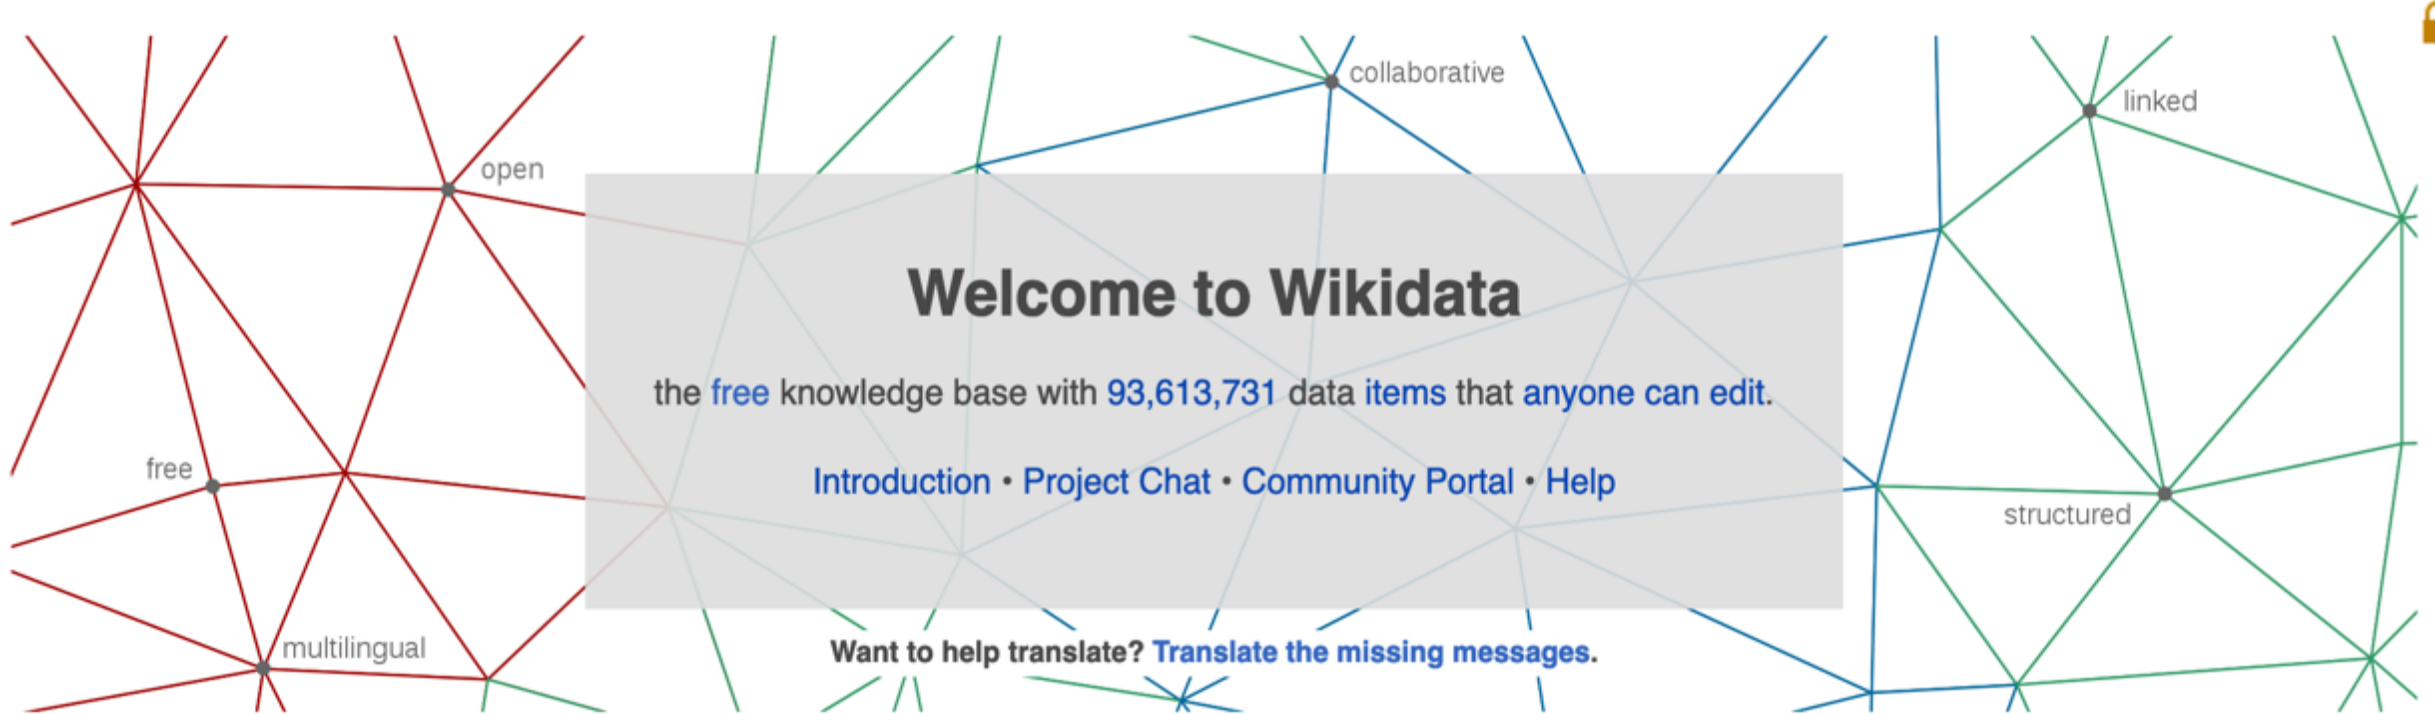 collaborative
linked
open
Welcome to Wikidata
the free knowledge base with 93,613,731 data items that anyone can edit.
free
Introduction • Project Chat • Community Portal • Help
structured
multilingual
Want to help translate? Translate the missing messages.